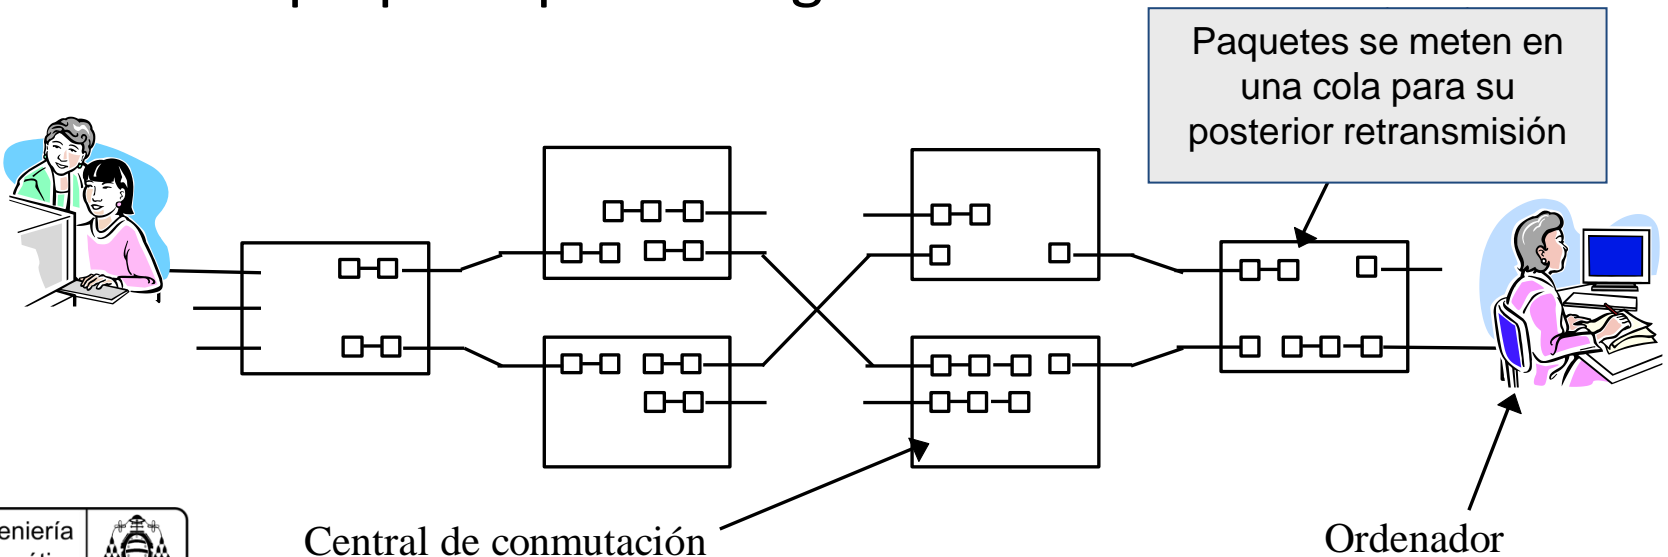 Paquetes se meten en
una cola para su
posterior retransmisión
Central de conmutación
Ordenador